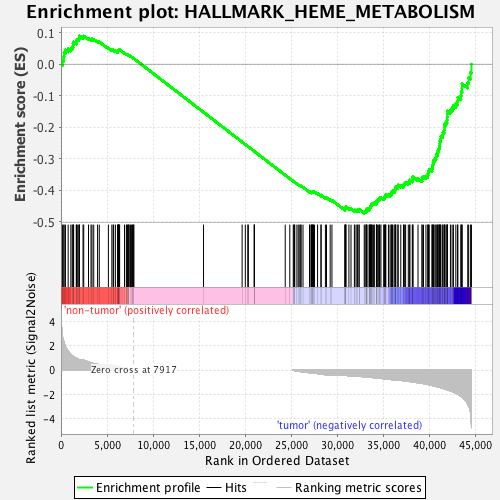 Enrichment plot: HALLMARK_HEME_METABOLISM
Enrichment score (ES)
0.1
0.0
-0.1
-0.2
-0.3
-0.4
-0.5
'non-tumor' (positively correlated)
Zero cross at 7917
'tumor' (negatively correlated)
Ranked list metric (Signal2Noise)
4
2
0
-2
-4
0
5,000
10,000
15,000
20,000
25,000
30,000
35,000
40,000
45,000
Rank in Ordered Dataset
Enrichment profile
Hits
Ranking metric scores